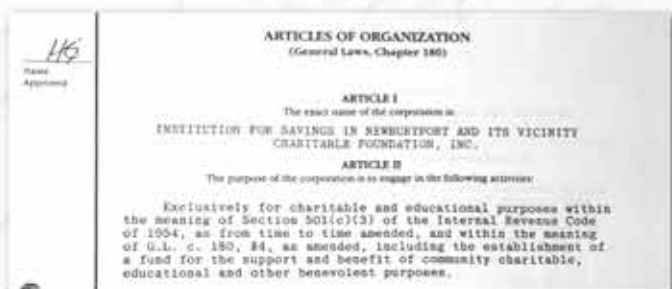 ARTICLES OF ORGANIZATION
(General Laws, Chapter 180)
HG
Name
Approved
ARTICLE I
The exact name of the corporation is:
INSTITUTION FOR SAVINGS IN NEWBURYPORT AND ITS VICINITY
CHARITABLE FOUNDATION, INC.
ARTICLE II
The purpose of the corporation is to engage in the following activities:
Exclusively for charitable and educational purposes within
the meaning of Section 501(c)(3) of the Internal Revenue Code
of 1954, as from time to time amended, and within the meaning
of G.L. c. 180, §4, as amended, including the establishment of
a fund for the support and benefit of community charitable,
educational and other benevolent purposes.